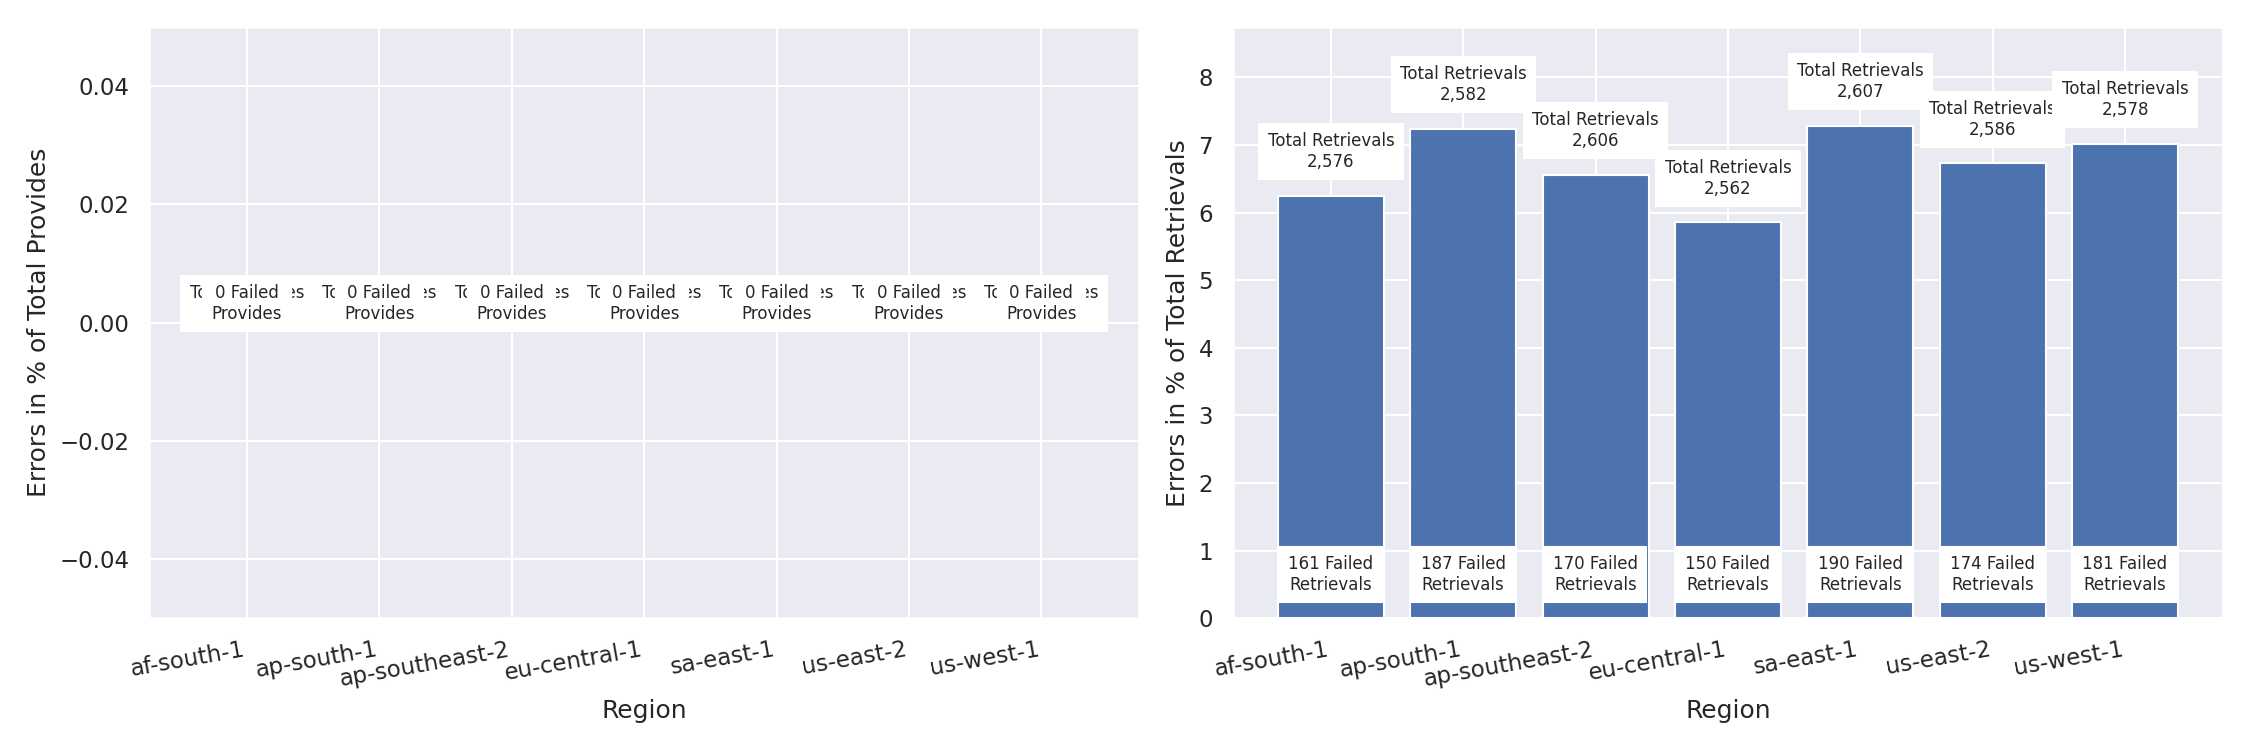 Errors in % of Total Provides
0.04
0.02
0.00
−0.02
−0.04
0 Failed
Provides
0 Failed
Provides
0 Failed
Provides
0 Failed
Provides
0 Failed
Provides
0 Failed
Provides
0 Failed
Provides
af-south-1
ap-south-1
ap-southeast-2
eu-central-1
sa-east-1
us-east-2
us-west-1
Region
Errors in % of Total Retrievals
8
7
6
5
4
3
2
1
0
Total Retrievals
2,576
Total Retrievals
2,582
Total Retrievals
2,606
Total Retrievals
2,562
Total Retrievals
2,607
Total Retrievals
2,586
Total Retrievals
2,578
161 Failed
Retrievals
187 Failed
Retrievals
170 Failed
Retrievals
150 Failed
Retrievals
190 Failed
Retrievals
174 Failed
Retrievals
181 Failed
Retrievals
af-south-1
ap-south-1
ap-southeast-2
eu-central-1
sa-east-1
us-east-2
us-west-1
Region